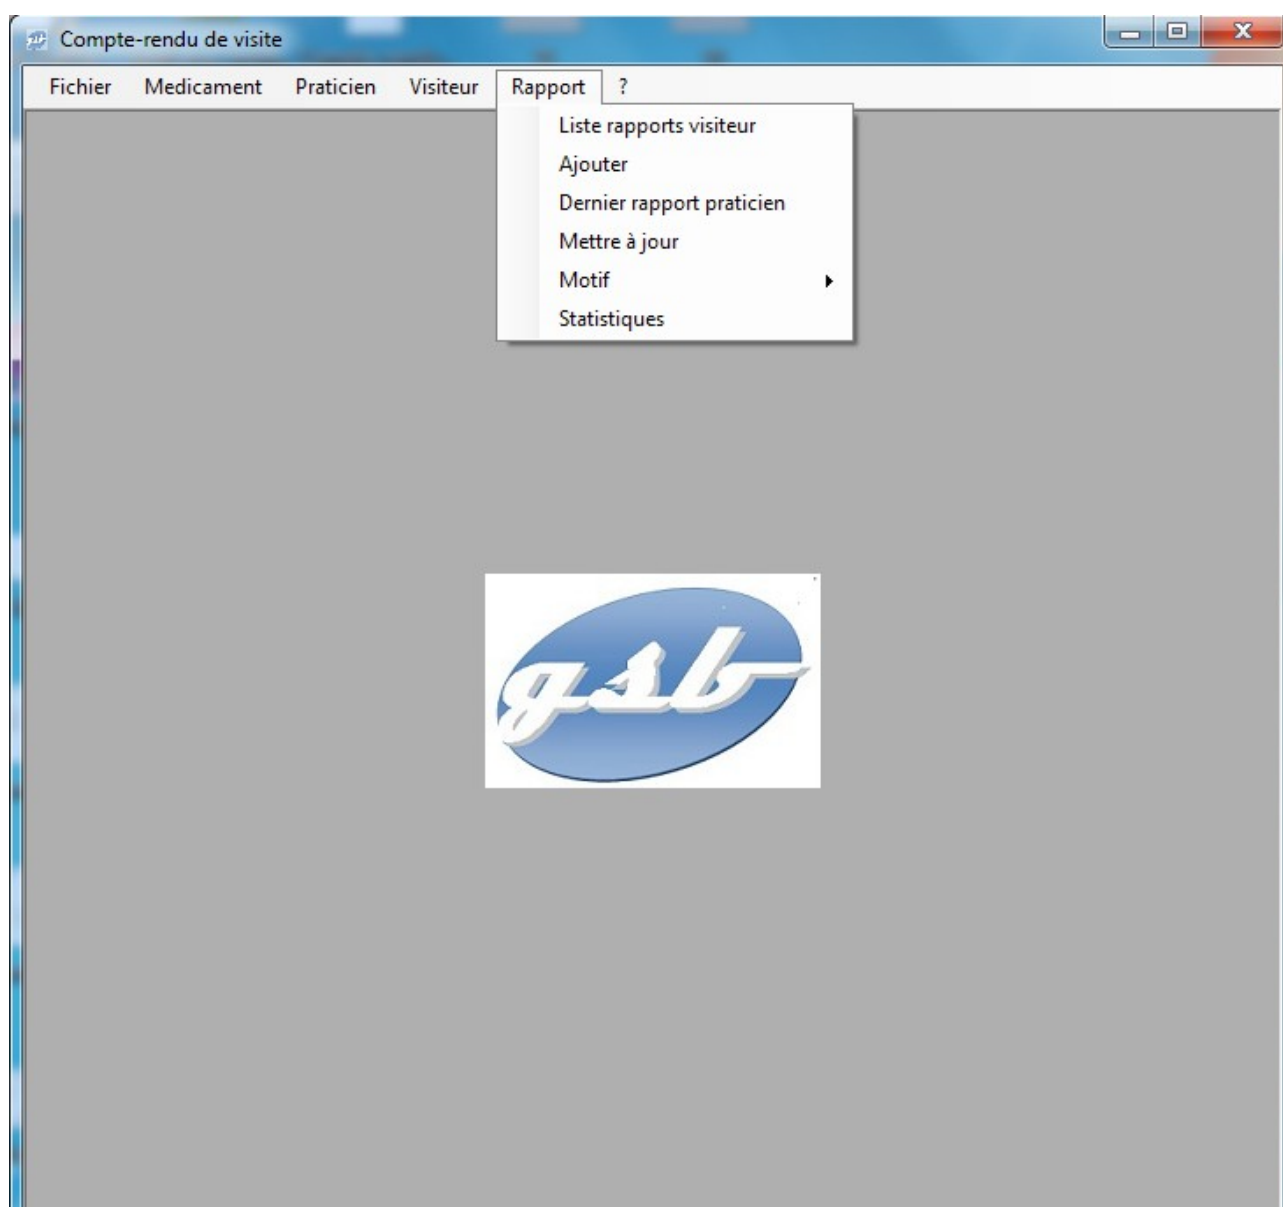 Compte-rendu de visite
Fichier Medicament Praticien Visiteur Rapport ?
Liste rapports visiteur
Ajouter
Dernier rapport praticien
Mettre à jour
Motif
Statistiques
gsb